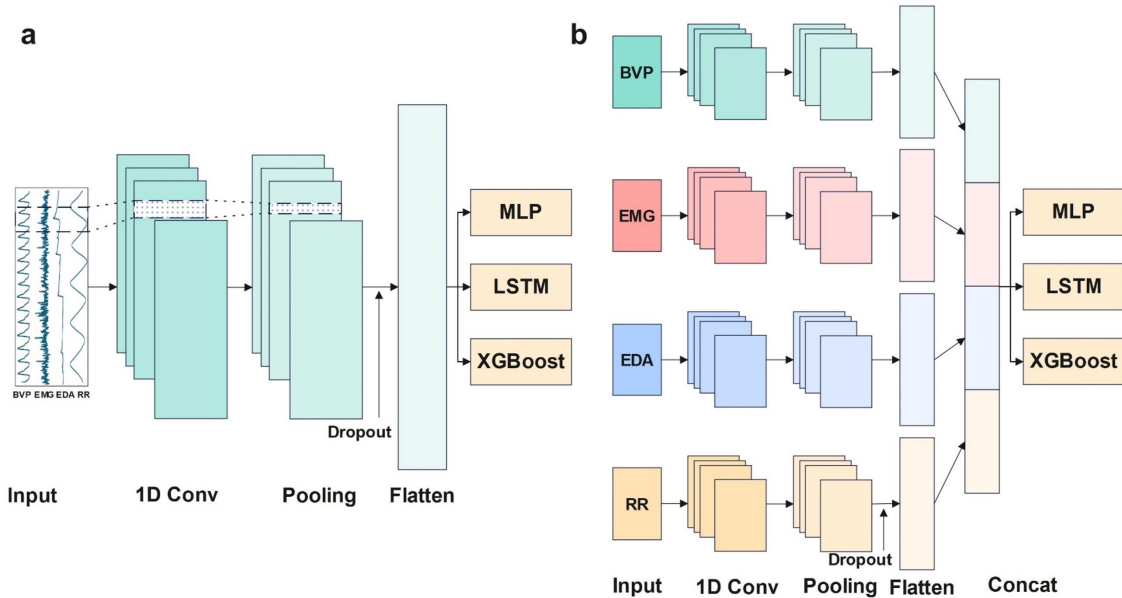 a
BVP EMG EDA RR
Dropout
MLP
LSTM
XGBoost
Input
1D Conv
Pooling
Flatten
b
BVP
EMG
EDA
RR
Dropout
MLP
LSTM
XGBoost
Input
1D Conv
Pooling
Flatten
Concat